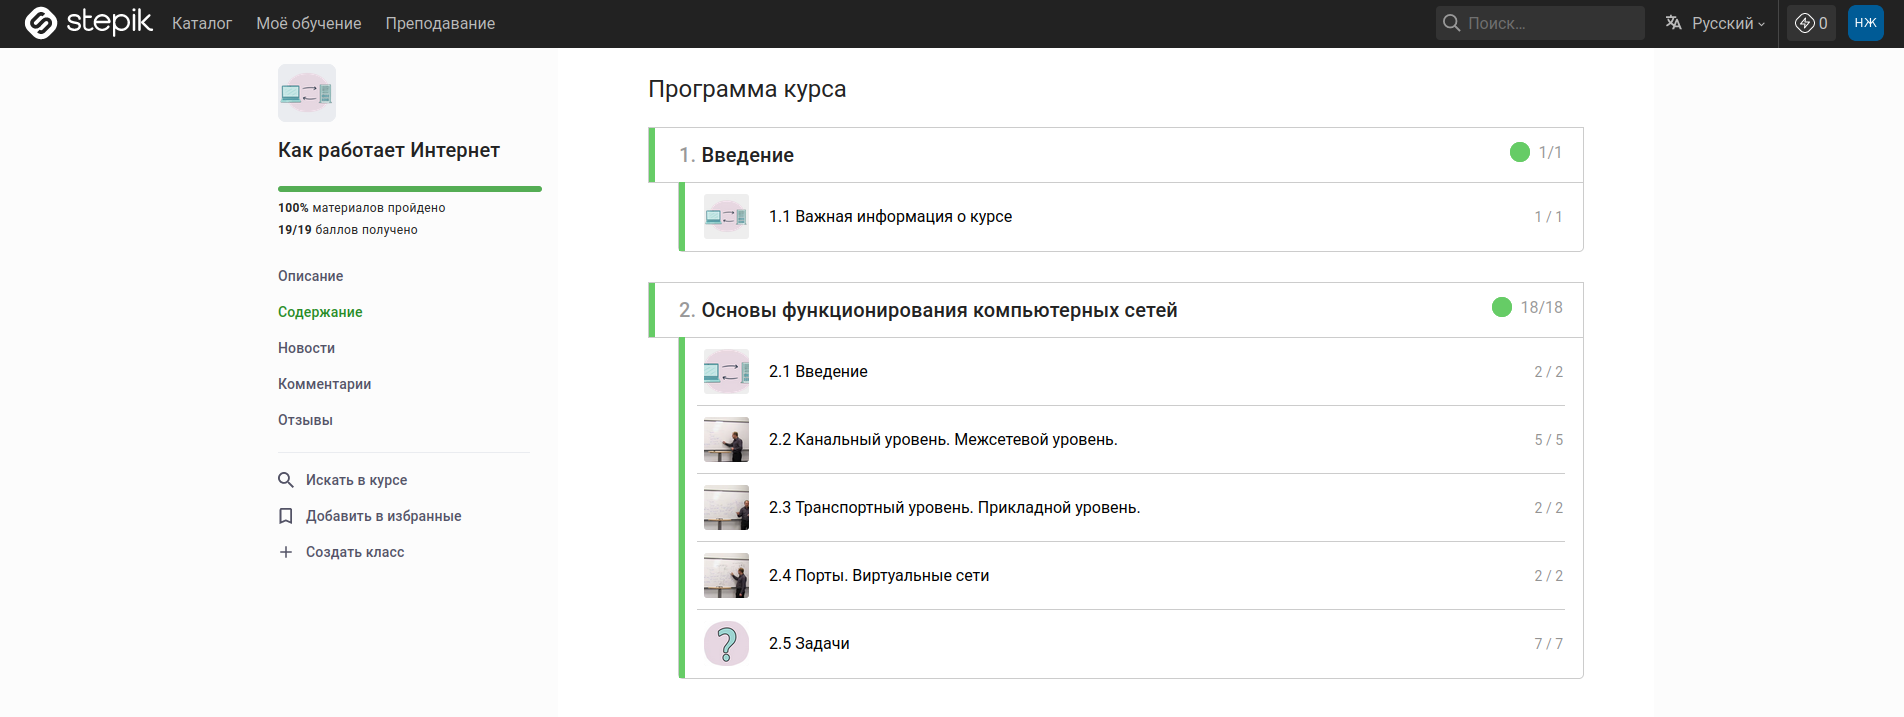 stepik Каталог Моё обучение Преподавание Поиск... Русский 0 НЖ
Как работает Интернет
100% материалов пройдено
19/19 баллов получено
Описание
Содержание
Новости
Комментарии
Отзывы
Искать в курсе
Добавить в избранные
Создать класс
Программа курса
1. Введение 1/1
1.1 Важная информация о курсе 1 / 1
2. Основы функционирования компьютерных сетей 18/18
2.1 Введение 2 / 2
2.2 Канальный уровень. Межсетевой уровень. 5 / 5
2.3 Транспортный уровень. Прикладной уровень. 2 / 2
2.4 Порты. Виртуальные сети 2 / 2
2.5 Задачи 7 / 7